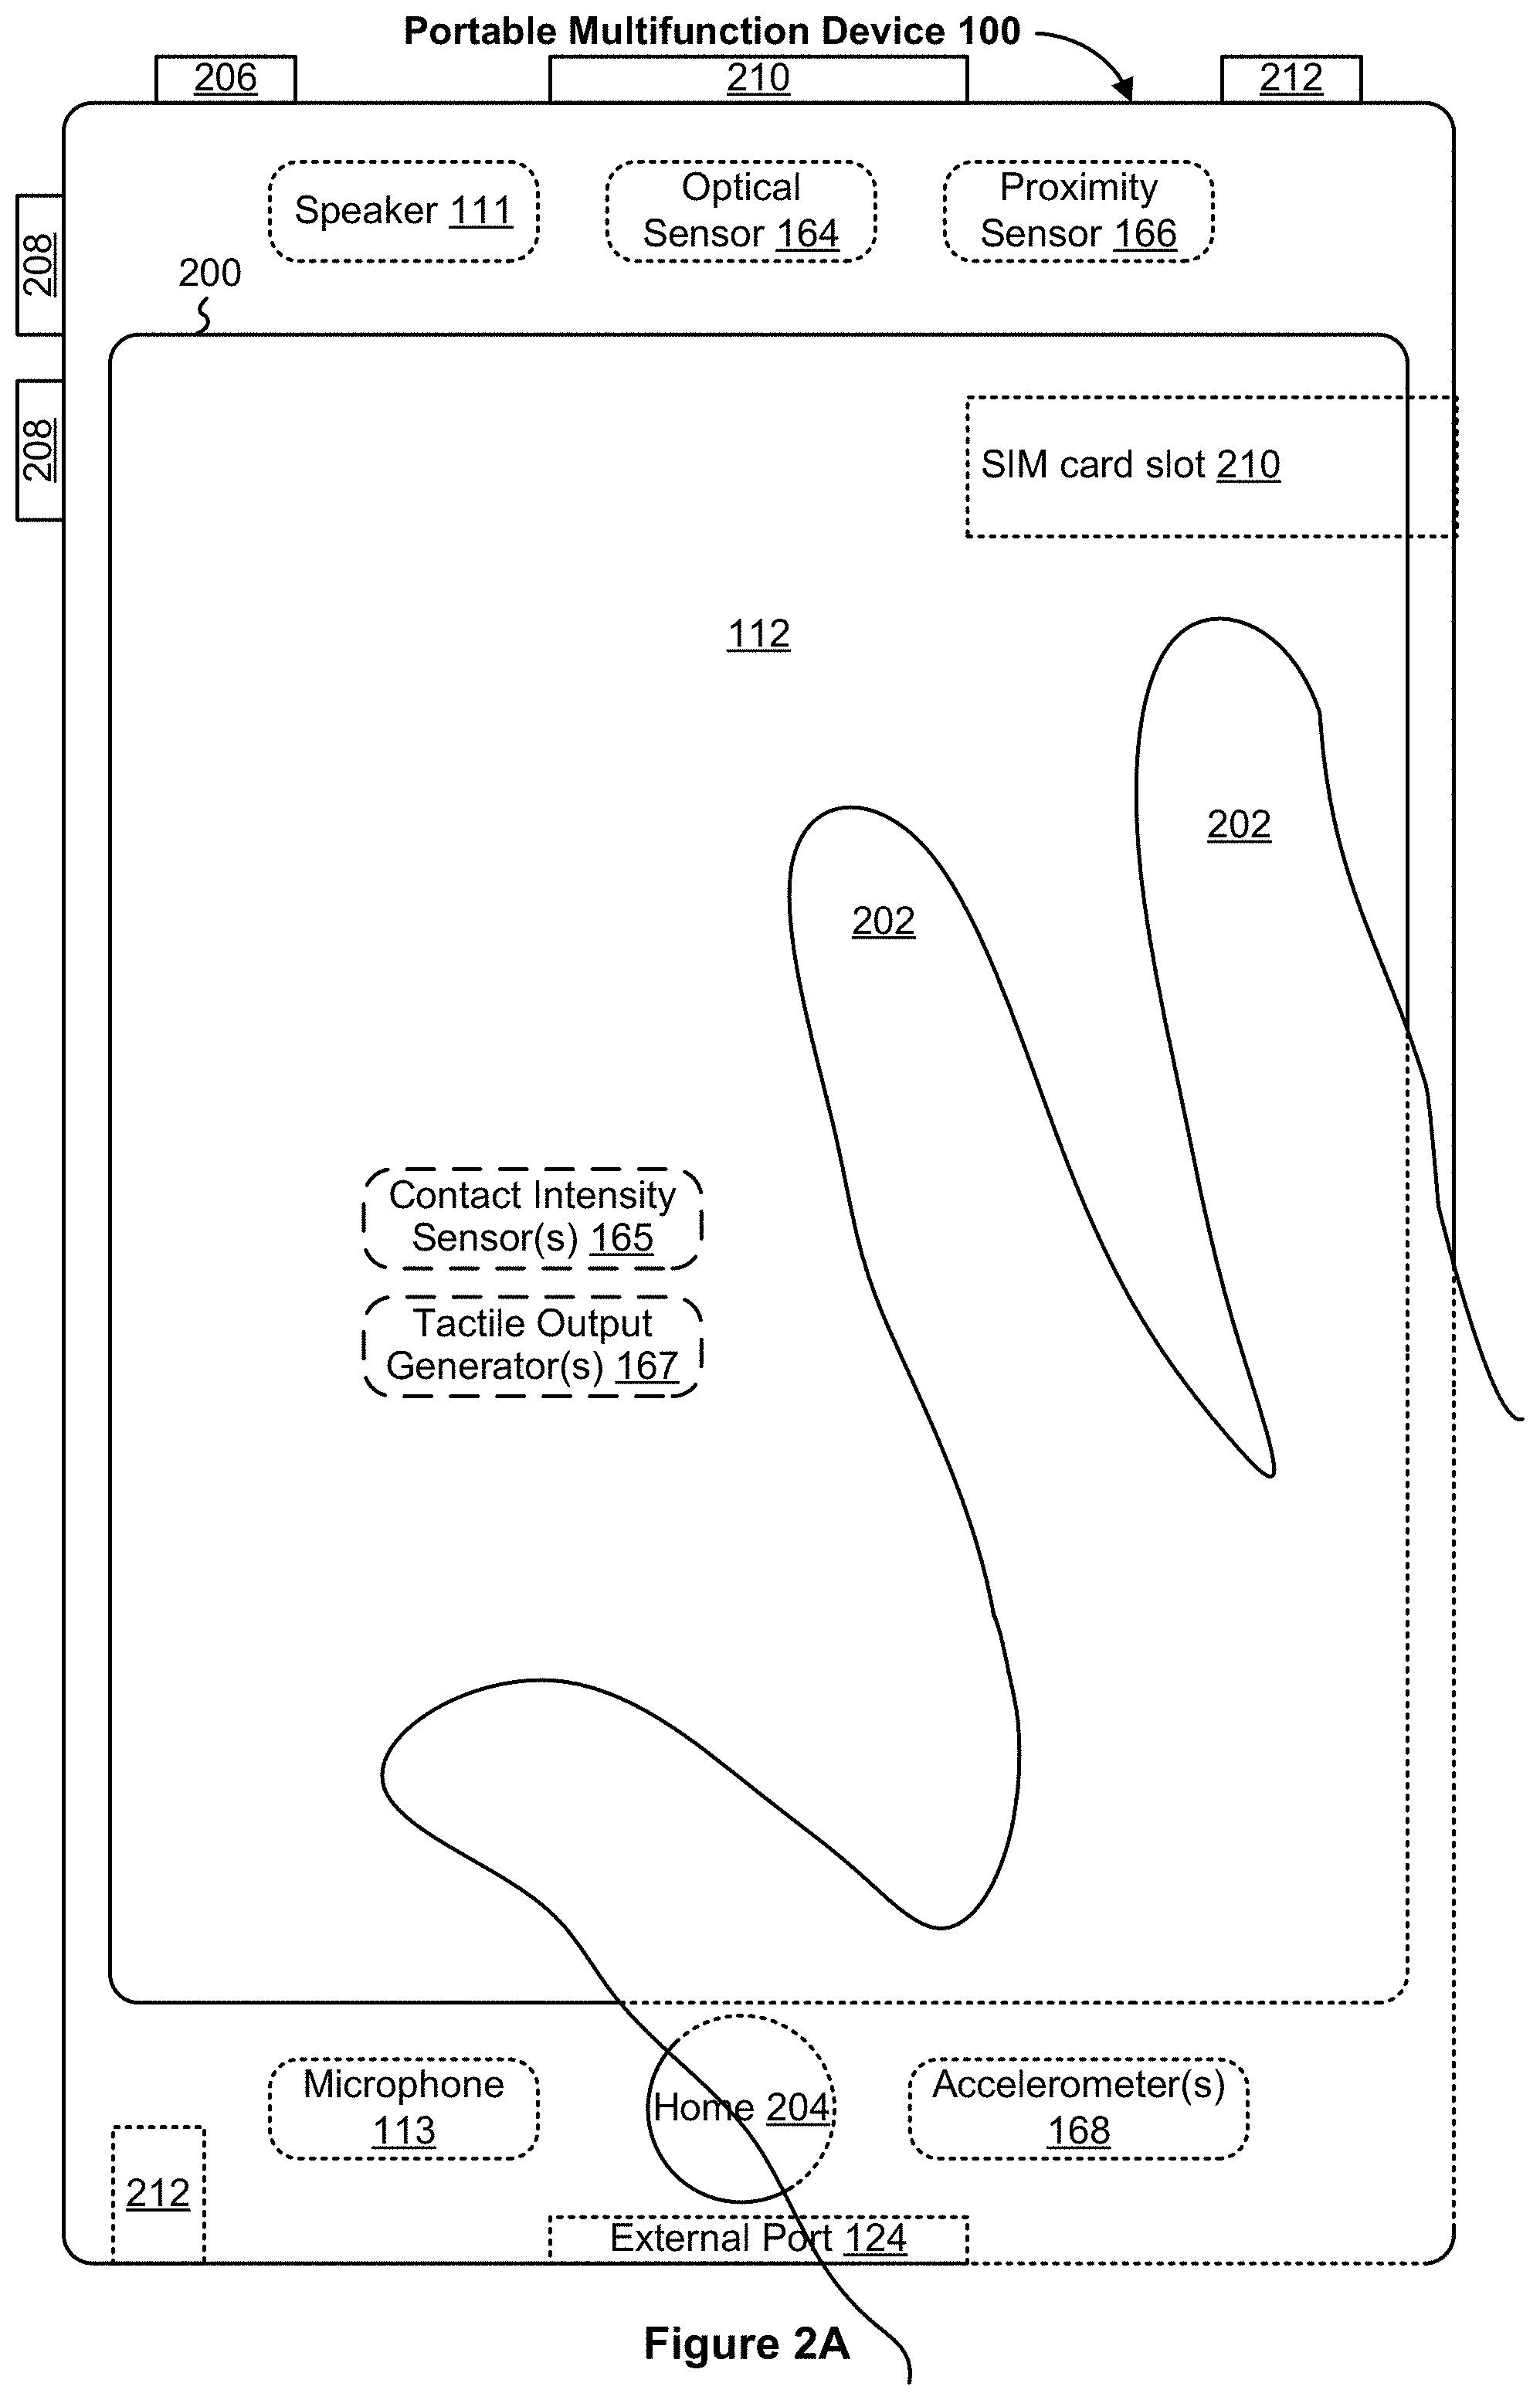 Portable Multifunction Device 100
206
210
212
Speaker 111
Optical
Sensor 164
Proximity
Sensor 166
208
200
208
SIM card slot 210
112
202
202
Contact Intensity
Sensor(s) 165
Tactile Output
Generator(s) 167
Microphone
113
Home 204
Accelerometer(s)
168
212
External Port 124
Figure 2A